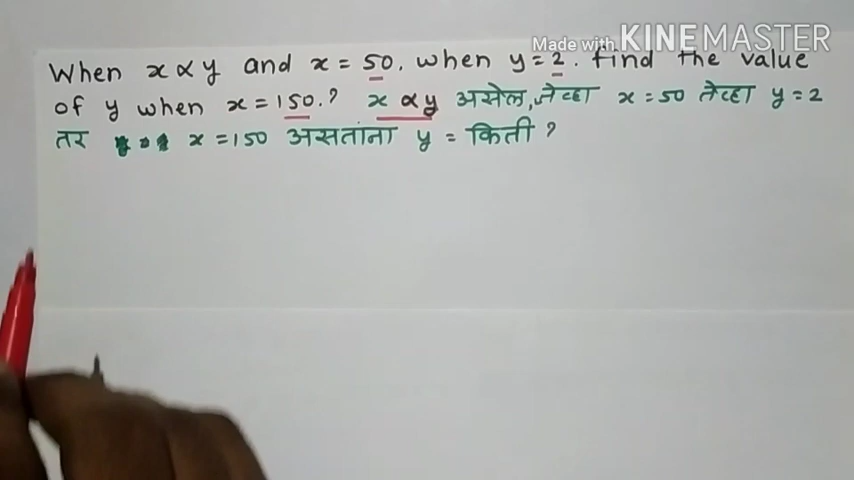 Made with KINEMASTER
When x ∝ y and x = 50. when y = 2. find the value
of y when x = 150.? x ∝ y असेल, जेव्हा x = 50 तेव्हा y = 2
तर x = 150 असतांना y = किती ?